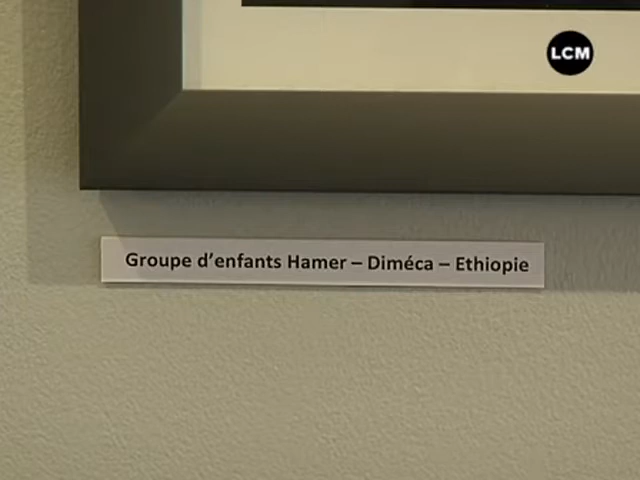 LCM
Groupe d'enfants Hamer – Diméca – Ethiopie